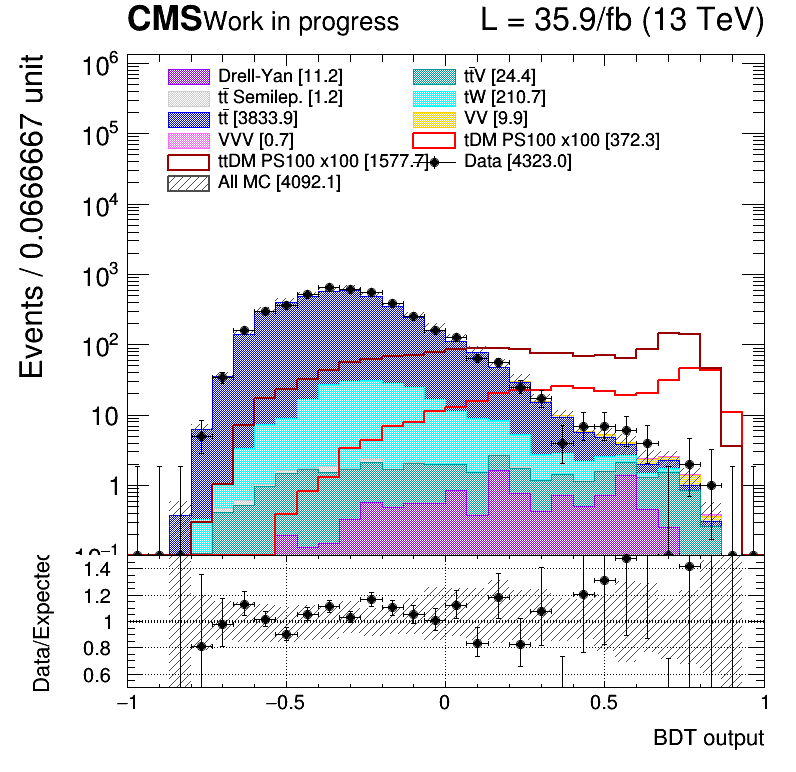 CMS Work in progress L = 35.9/fb (13 TeV)
Events / 0.0666667 unit
10⁶
10⁵
10⁴
10³
10²
10
1
10⁻¹
Drell-Yan [11.2]
tt̄V [24.4]
tt̄ Semilep. [1.2]
tW [210.7]
tt̄ [3833.9]
VV [9.9]
VVV [0.7]
tDM PS100 x100 [372.3]
ttDM PS100 x100 [1577.7]
Data [4323.0]
All MC [4092.1]
Data/Expected
1.4
1.2
1
0.8
0.6
−1 −0.5 0 0.5 1
BDT output